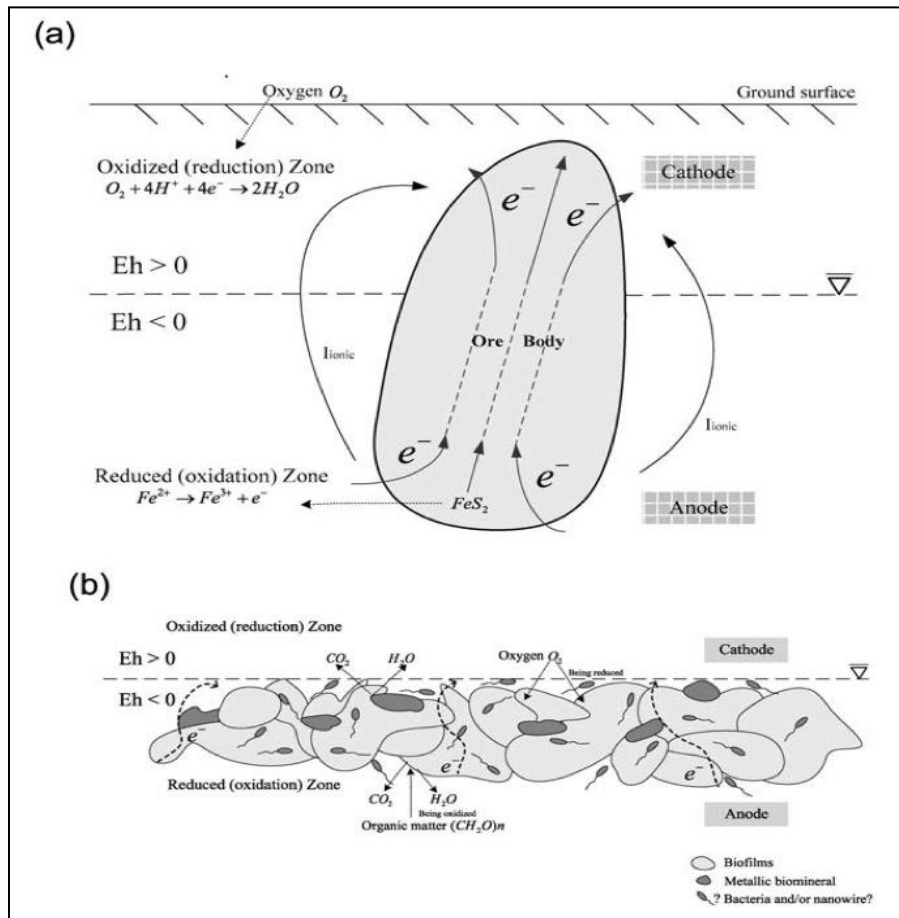 (a)
Oxygen O₂
Ground surface
Oxidized (reduction) Zone
O₂ + 4H⁺ + 4e⁻ → 2H₂O
Cathode
e⁻
e⁻
Eh > 0
Eh < 0
Ore Body
Iionic
Iionic
e⁻
e⁻
Reduced (oxidation) Zone
Fe²⁺ → Fe³⁺ + e⁻
FeS₂
Anode
(b)
Oxidized (reduction) Zone
Cathode
Eh > 0
CO₂
H₂O
Oxygen O₂
Being reduced
Eh < 0
e⁻
e⁻
e⁻
Reduced (oxidation) Zone
CO₂
H₂O
Being oxidized
Organic matter (CH₂O)n
Anode
Biofilms
Metallic biomineral
? Bacteria and/or nanowire?